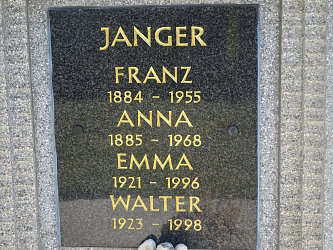 JANGER
FRANZ
1884 - 1955
ANNA
1885 - 1968
EMMA
1921 - 1996
WALTER
1923 - 1998